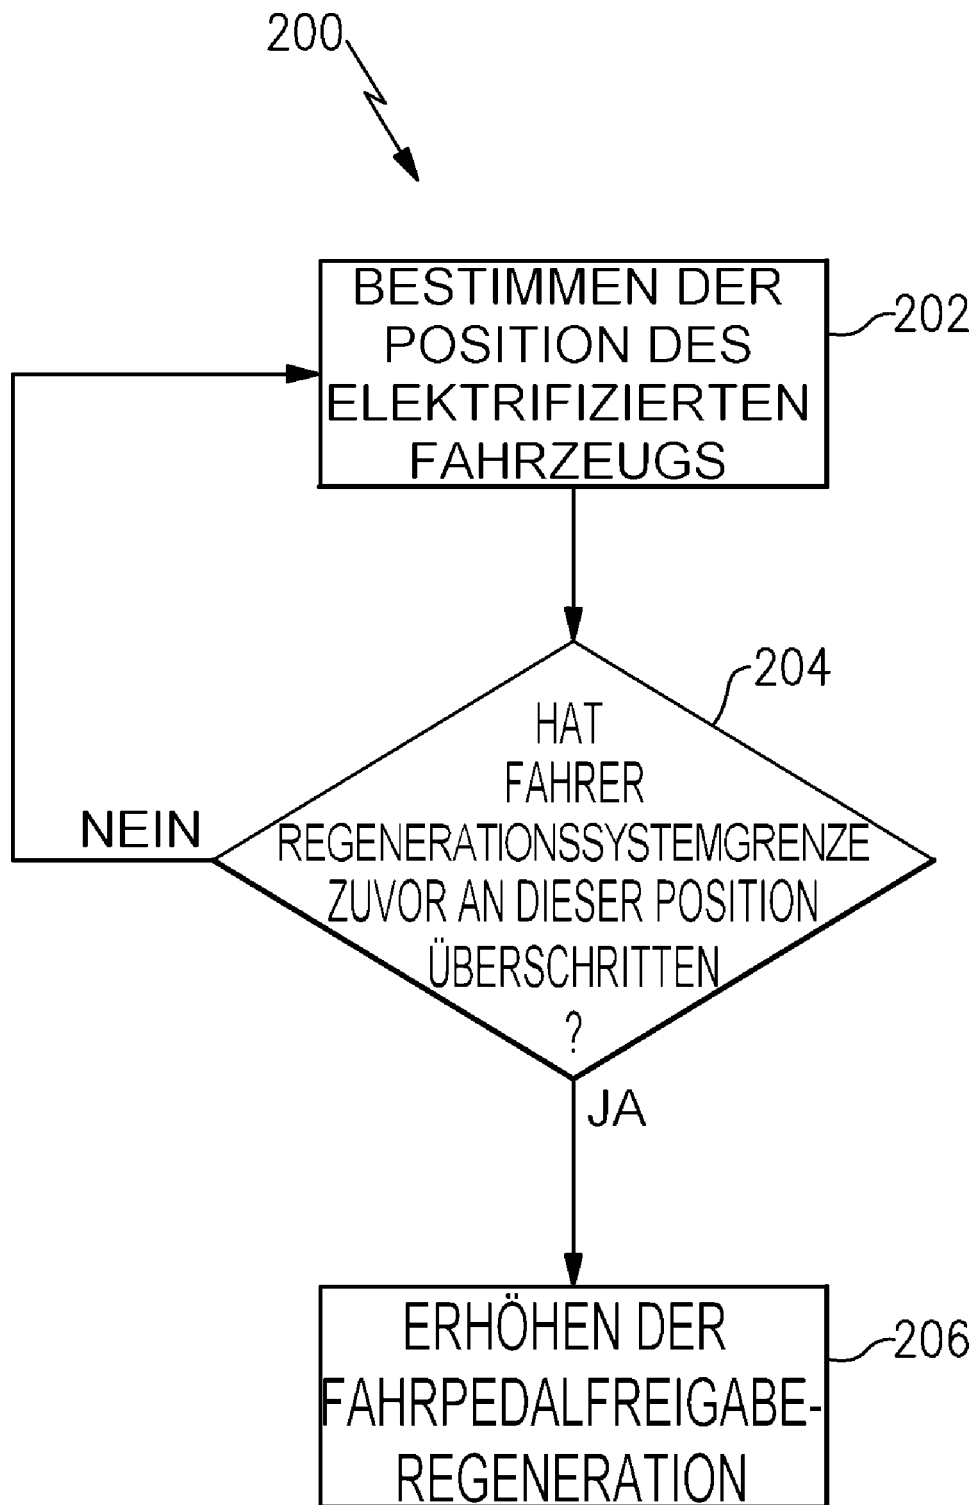 200
BESTIMMEN DER
POSITION DES
ELEKTRIFIZIERTEN
FAHRZEUGS
202
204
HAT
FAHRER
REGENERATIONSSYSTEMGRENZE
ZUVOR AN DIESER POSITION
ÜBERSCHRITTEN
?
NEIN
JA
ERHÖHEN DER
FAHRPEDALFREIGABE-
REGENERATION
206